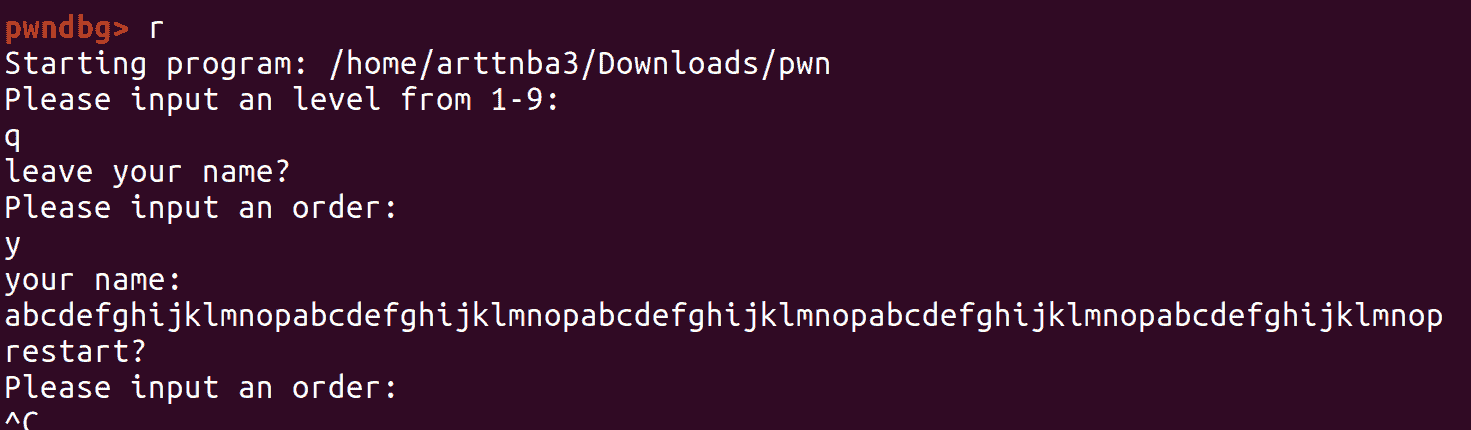 pwndbg> r
Starting program: /home/arttnba3/Downloads/pwn
Please input an level from 1-9:
q
leave your name?
Please input an order:
y
your name:
abcdefghijklmnopabcdefghijklmnopabcdefghijklmnopabcdefghijklmnopabcdefghijklmnop
restart?
Please input an order:
^C